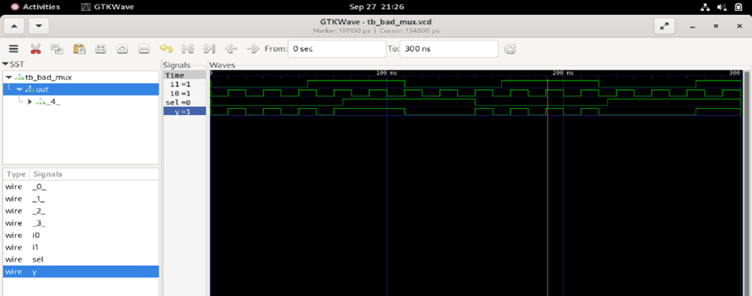 Activities GTKWave Sep 27 21:26
GTKWave - tb_bad_mux.vcd
Marker: 191100 ps | Cursor: 134800 ps
From: 0 sec To: 300 ns
SST
tb_bad_mux
uut
_4_
Type Signals
wire _0_
wire _1_
wire _2_
wire _3_
wire i0
wire i1
wire sel
wire y
Signals
Time
i1=1
i0=1
sel=0
y=1
Waves
100 ns 200 ns 300